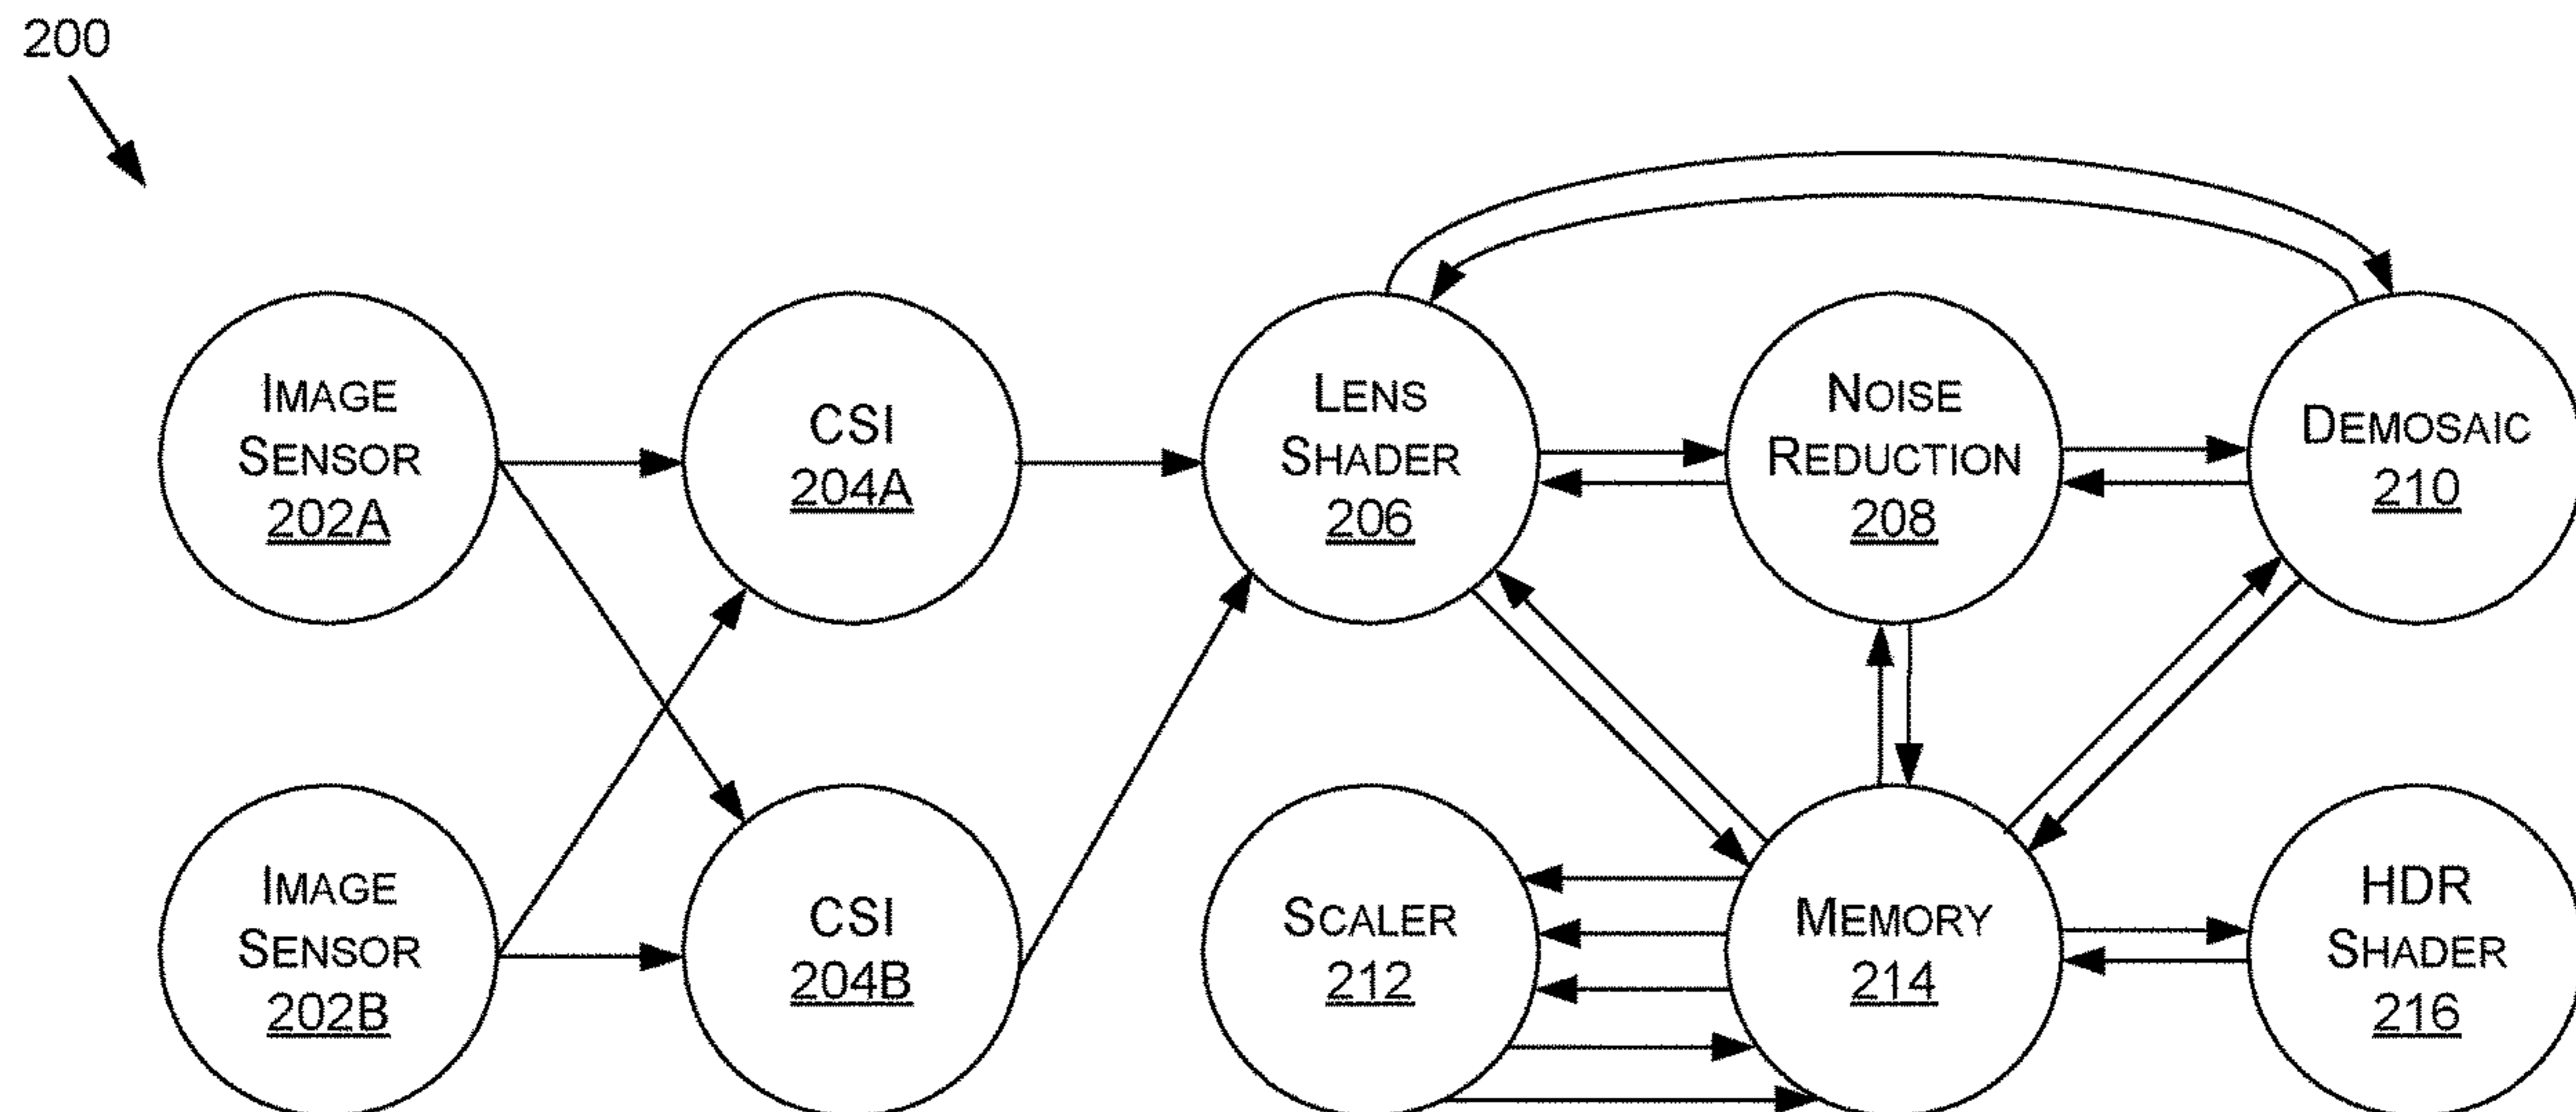 200
IMAGE
SENSOR
202A
CSI
204A
LENS
SHADER
206
NOISE
REDUCTION
208
DEMOSAIC
210
IMAGE
SENSOR
202B
CSI
204B
SCALER
212
MEMORY
214
HDR
SHADER
216